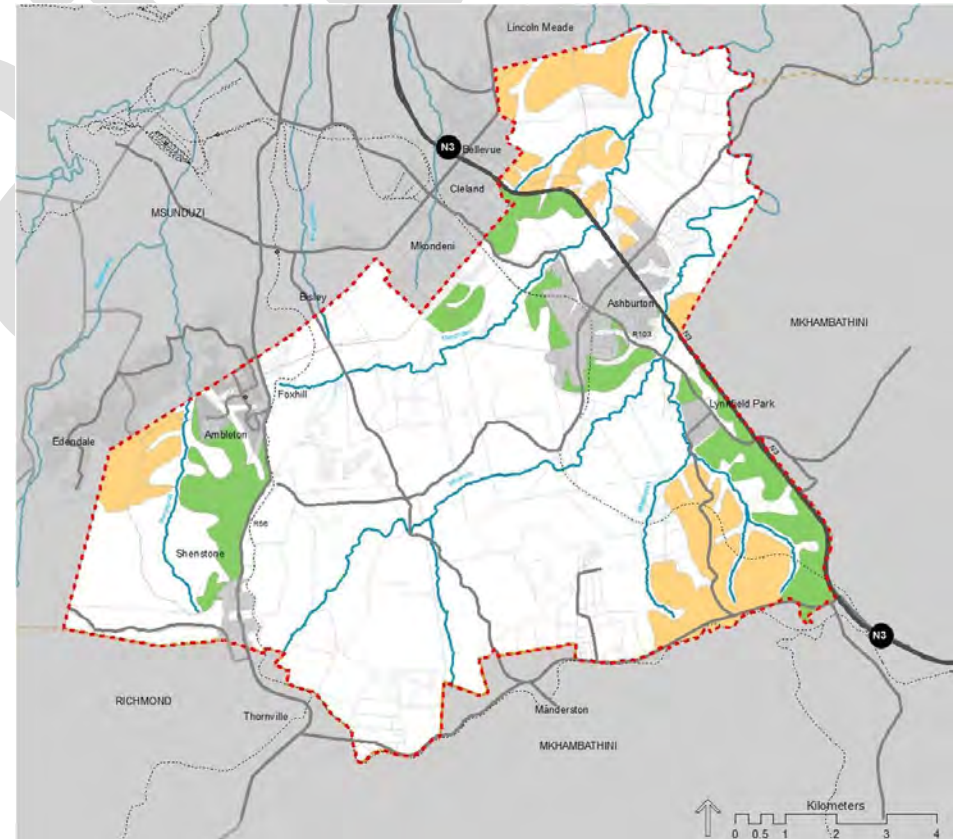 Lincoln Meade
N3
Bellevue
Cleland
MSUNDUZI
Mkondeni
Bisley
Ashburton
MKHAMBATHINI
R103
N3
Foxhill
Lynnfield Park
Edendale
Ambleton
N3
R56
Shenstone
N3
RICHMOND
Thornville
Manderston
MKHAMBATHINI
Kilometers
0 0.5 1 2 3 4